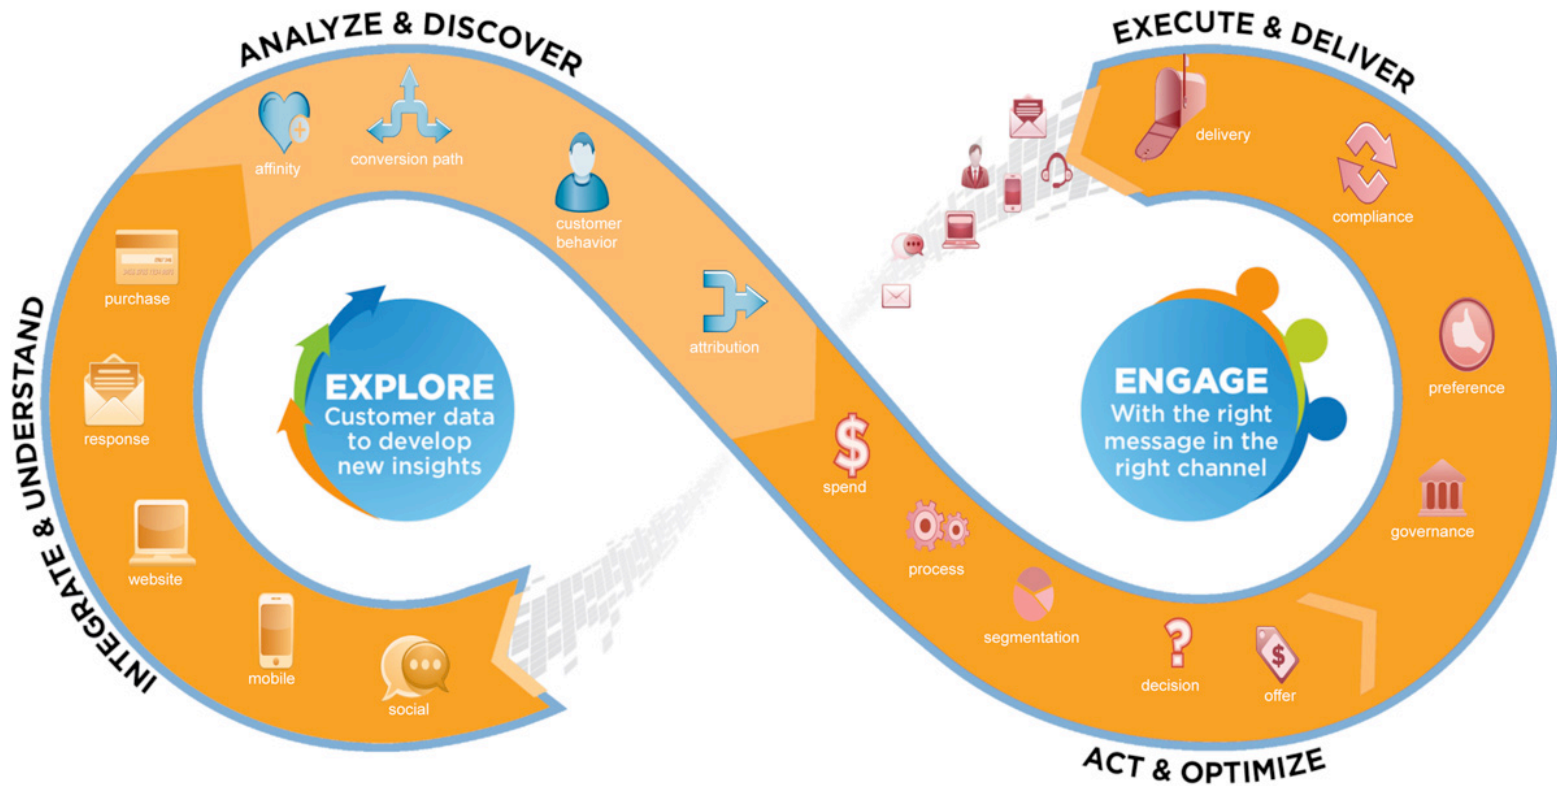 ANALYZE & DISCOVER
EXECUTE & DELIVER
INTEGRATE & UNDERSTAND
ACT & OPTIMIZE
affinity
conversion path
customer
behavior
attribution
purchase
response
website
mobile
social
EXPLORE
Customer data
to develop
new insights
spend
process
segmentation
decision
offer
governance
preference
compliance
delivery
ENGAGE
With the right
message in the
right channel